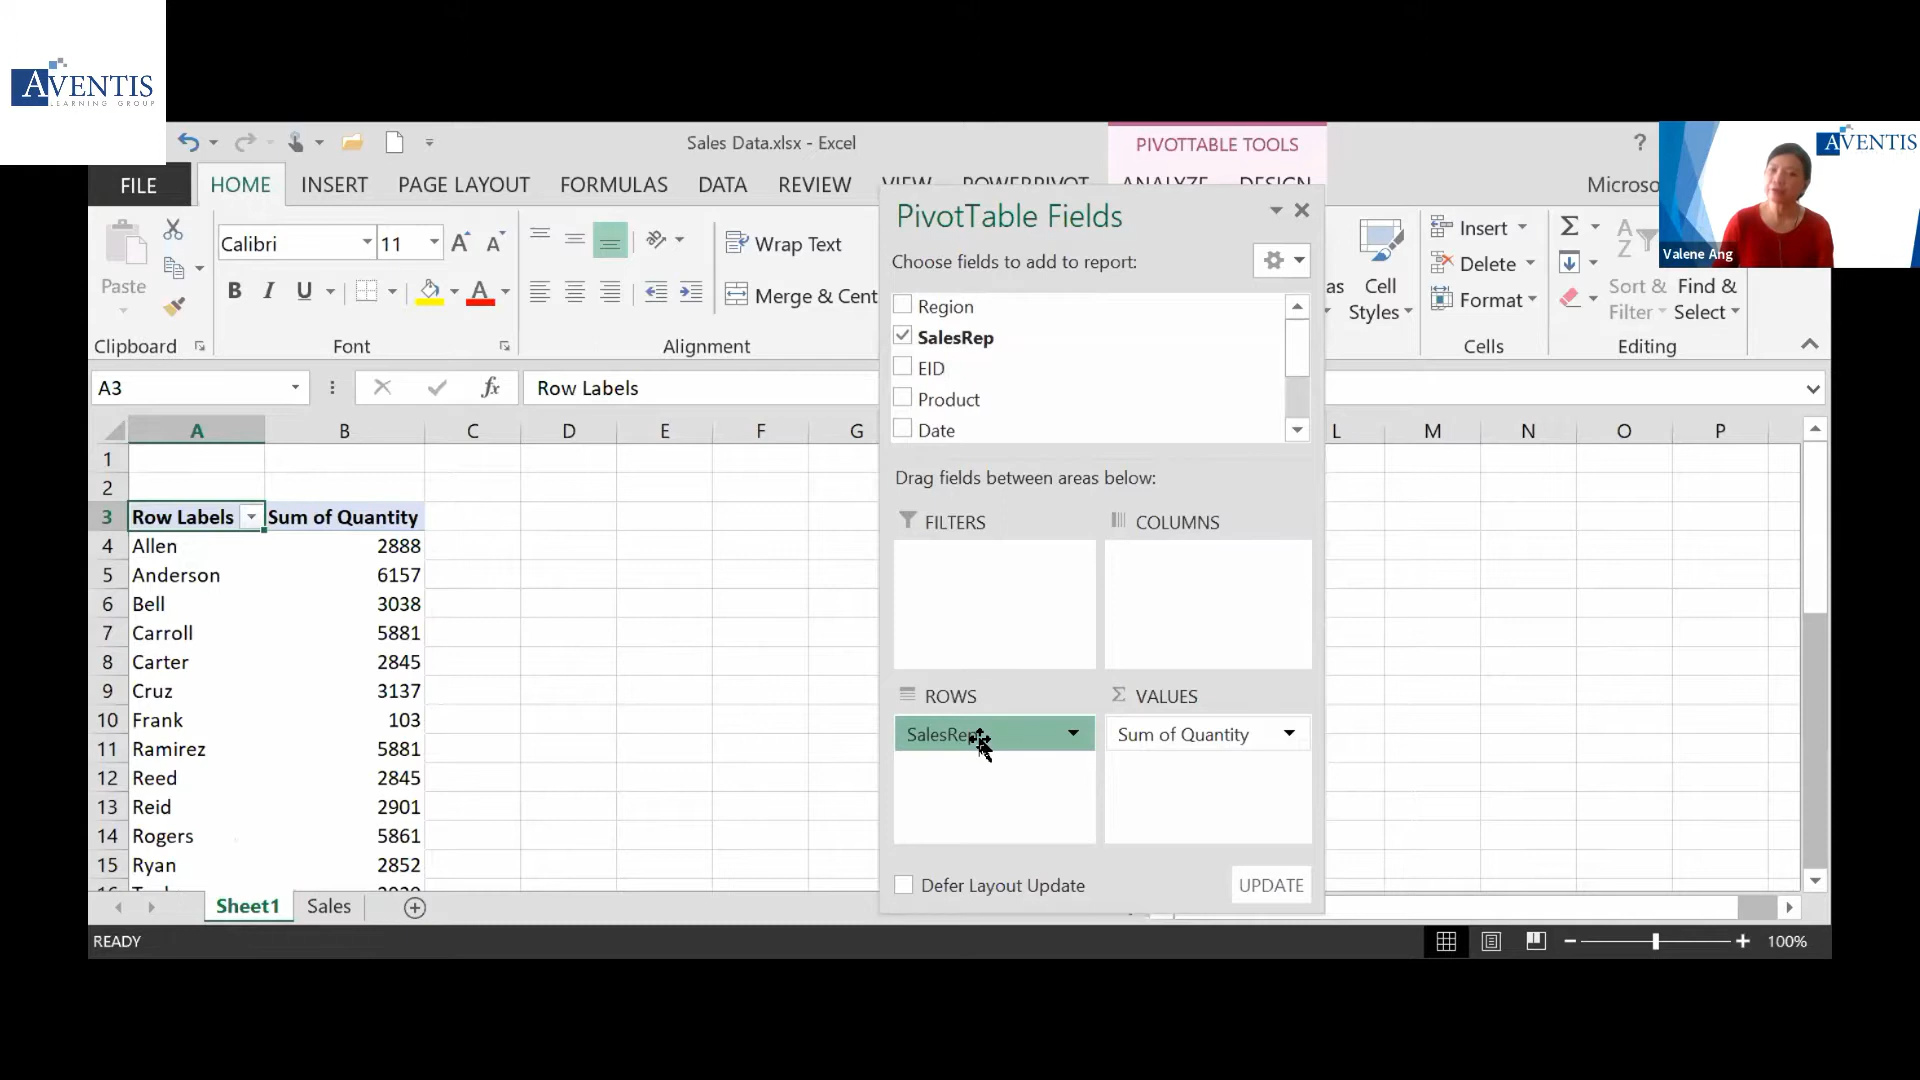 AVENTIS
LEARNING GROUP
Sales Data.xlsx - Excel
PIVOTTABLE TOOLS
?
AVENTIS
Valene Ang
FILE
HOME
INSERT
PAGE LAYOUT
FORMULAS
DATA
REVIEW
VIEW
POWERPIVOT
ANALYZE
DESIGN
Microso
Paste
Clipboard
Calibri
11
B I U
Font
Wrap Text
Merge & Cent
Alignment
as
Cell
Styles
Insert
Delete
Format
Cells
Sort &
Filter
Find &
Select
Editing
A3
fx
Row Labels
PivotTable Fields
Choose fields to add to report:
Region
SalesRep
EID
Product
Date
Drag fields between areas below:
FILTERS
COLUMNS
ROWS
VALUES
SalesRep
Sum of Quantity
Defer Layout Update
UPDATE
A B C D E F G L M N O P
1
2
3 Row Labels Sum of Quantity
4 Allen 2888
5 Anderson 6157
6 Bell 3038
7 Carroll 5881
8 Carter 2845
9 Cruz 3137
10 Frank 103
11 Ramirez 5881
12 Reed 2845
13 Reid 2901
14 Rogers 5861
15 Ryan 2852
Sheet1
Sales
READY
100%